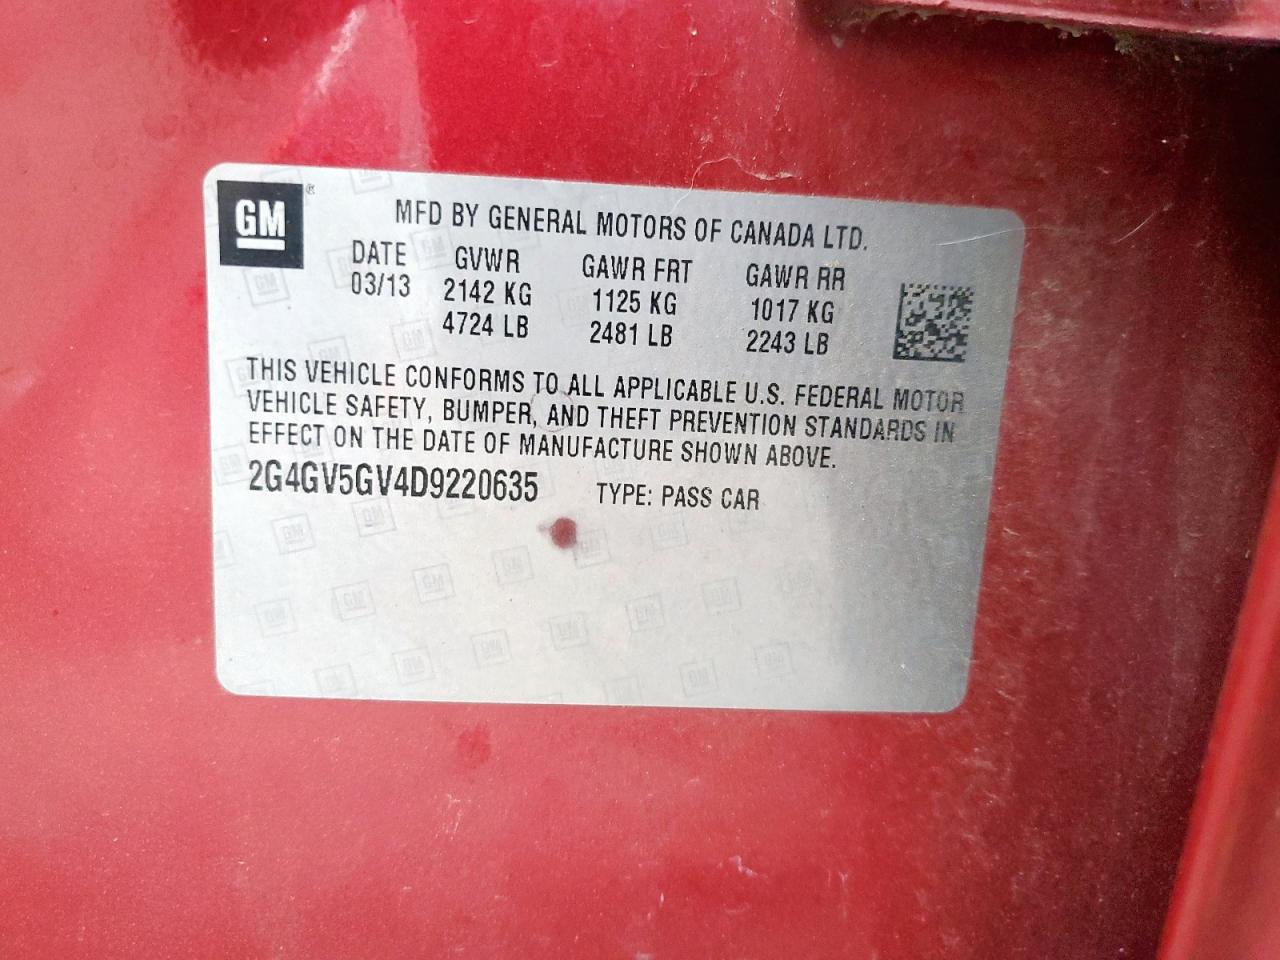 GM®
MFD BY GENERAL MOTORS OF CANADA LTD.
DATE GVWR GAWR FRT GAWR RR
03/13 2142 KG 1125 KG 1017 KG
4724 LB 2481 LB 2243 LB
THIS VEHICLE CONFORMS TO ALL APPLICABLE U.S. FEDERAL MOTOR
VEHICLE SAFETY, BUMPER, AND THEFT PREVENTION STANDARDS IN
EFFECT ON THE DATE OF MANUFACTURE SHOWN ABOVE.
2G4GV5GV4D9220635 TYPE: PASS CAR